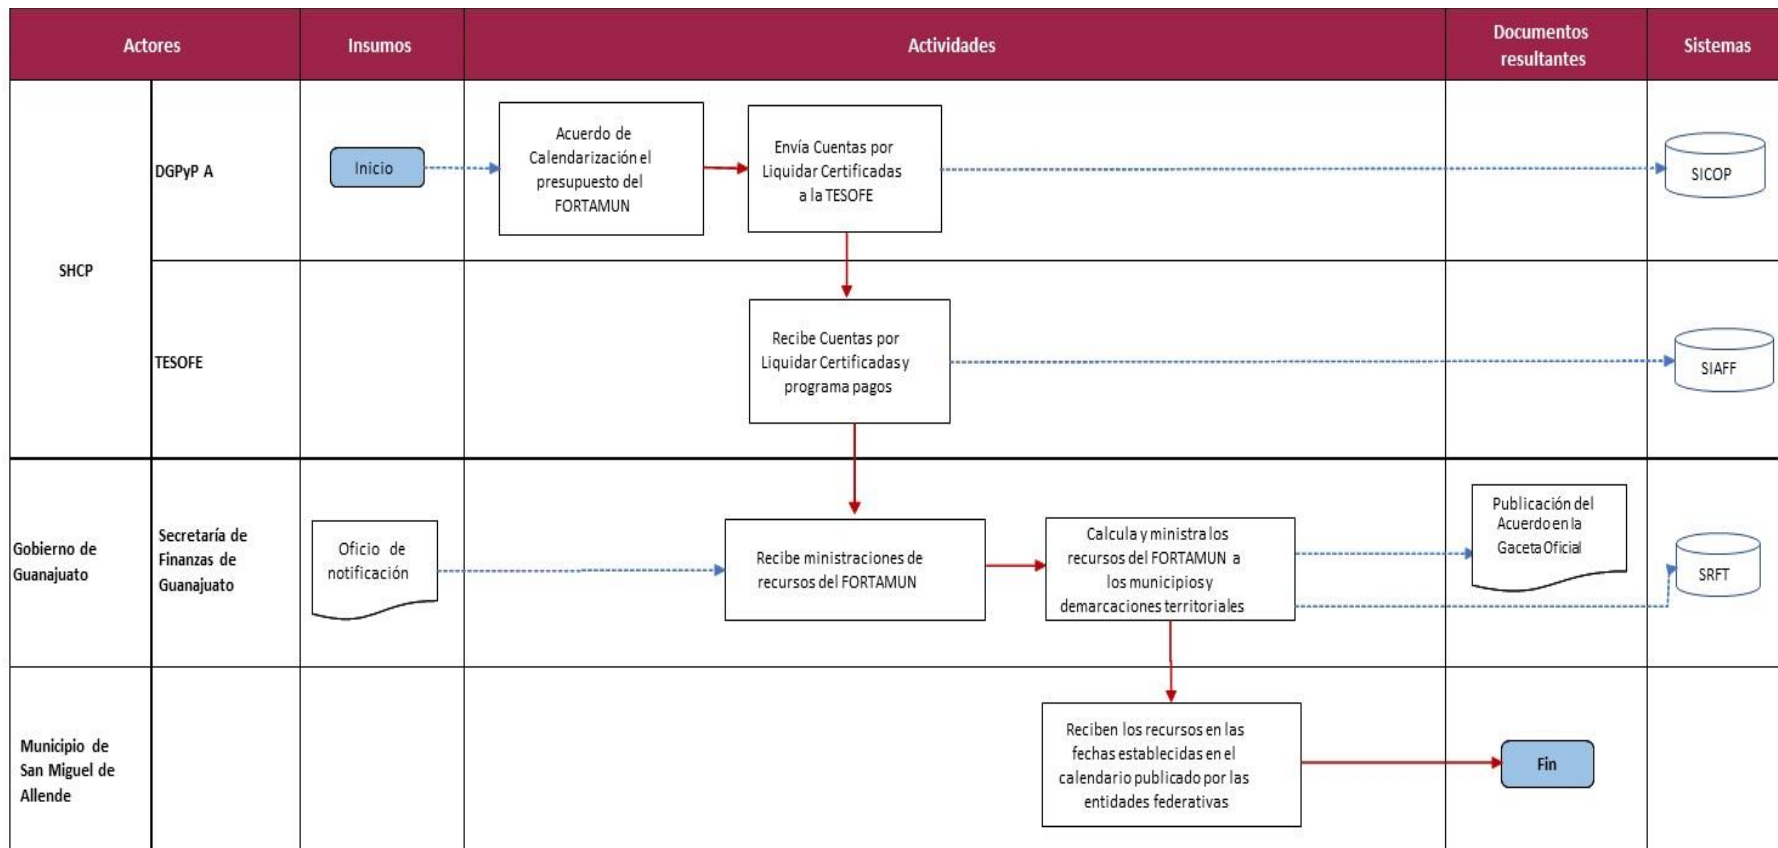 Actores
Insumos
Actividades
Documentos
resultantes
Sistemas
SHCP
DGPyP A
Inicio
Acuerdo de
Calendarización el
presupuesto del
FORTAMUN
Envía Cuentas por
Liquidar Certificadas
a la TESOFE
SICOP
TESOFE
Recibe Cuentas por
Liquidar Certificadas y
programa pagos
SIAFF
Gobierno de
Guanajuato
Secretaría de
Finanzas de
Guanajuato
Oficio de
notificación
Recibe ministraciones de
recursos del FORTAMUN
Calcula y ministra los
recursos del FORTAMUN a
los municipios y
demarcaciones territoriales
Publicación del
Acuerdo en la
Gaceta Oficial
SRFT
Municipio de
San Miguel de
Allende
Reciben los recursos en las
fechas establecidas en el
calendario publicado por las
entidades federativas
Fin